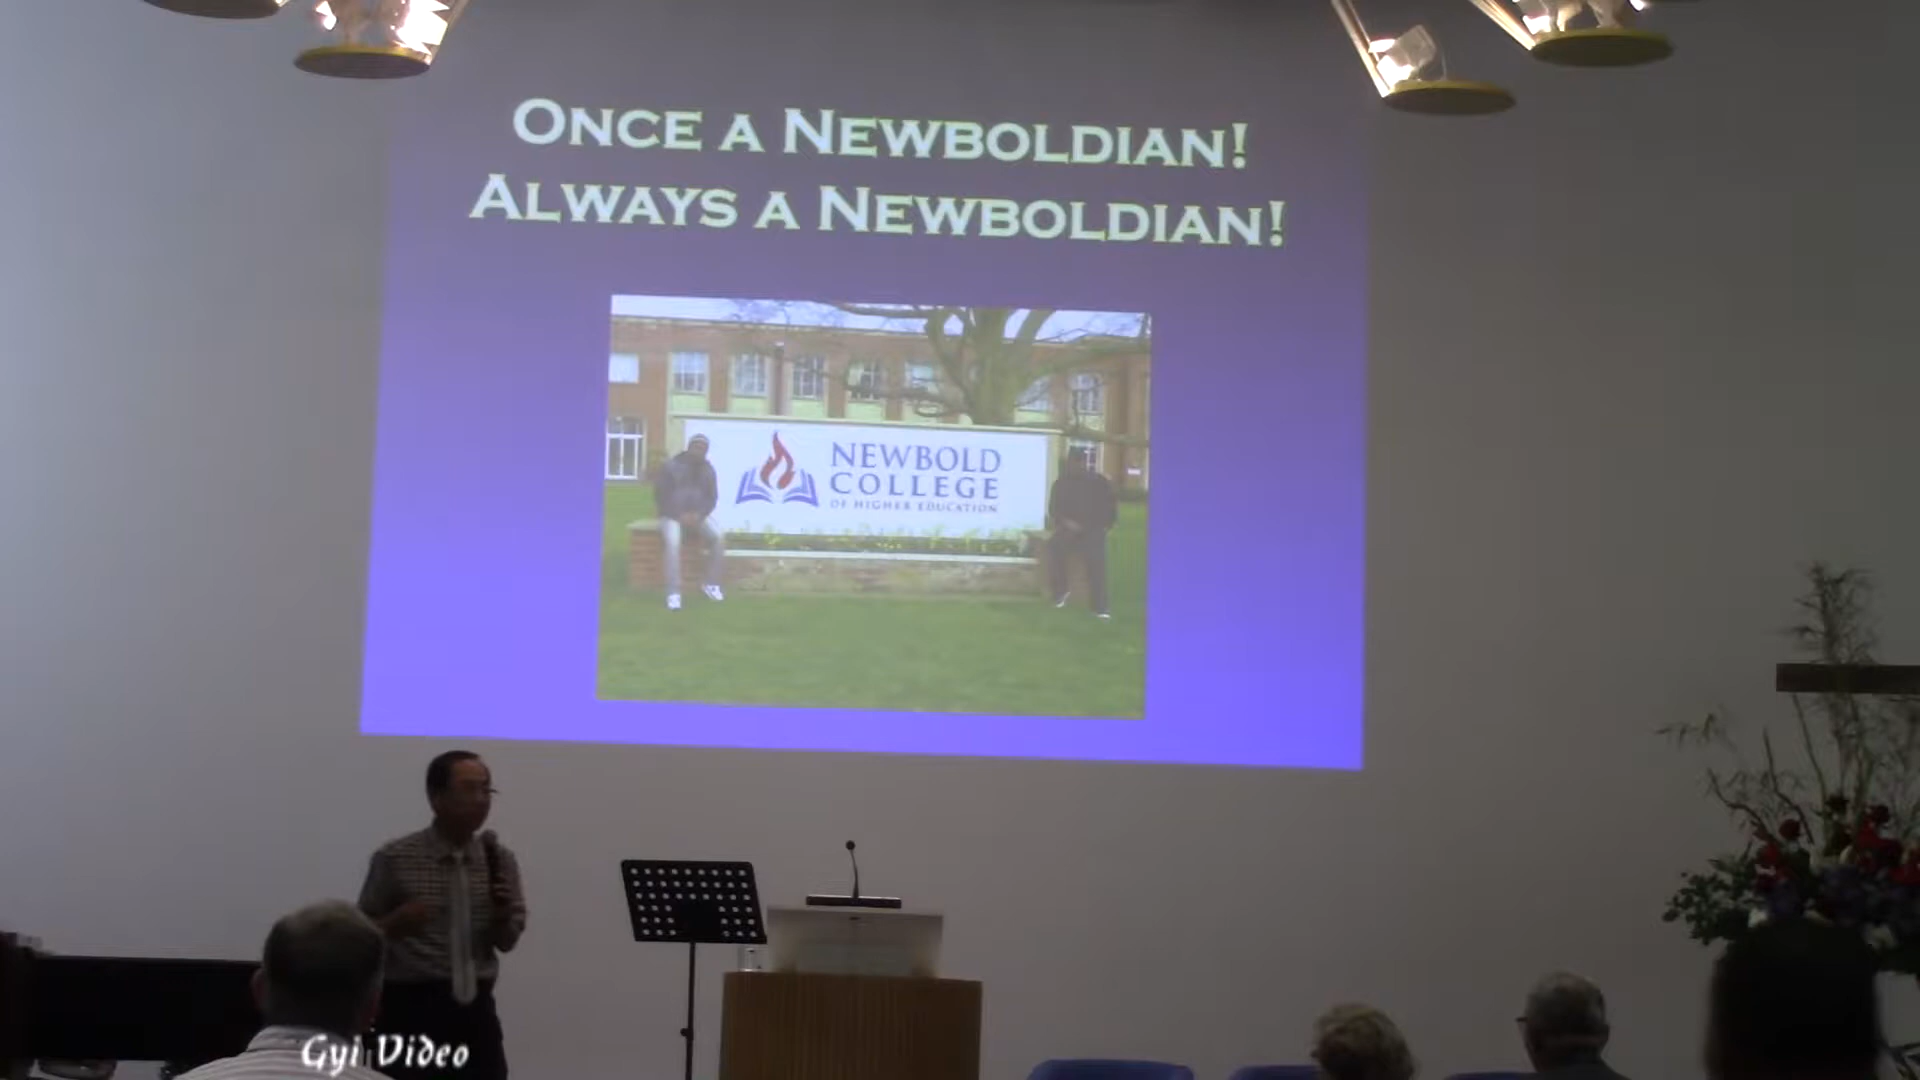 ONCE A NEWBOLDIAN!
ALWAYS A NEWBOLDIAN!
NEWBOLD
COLLEGE
OF HIGHER EDUCATION
Gyi Video